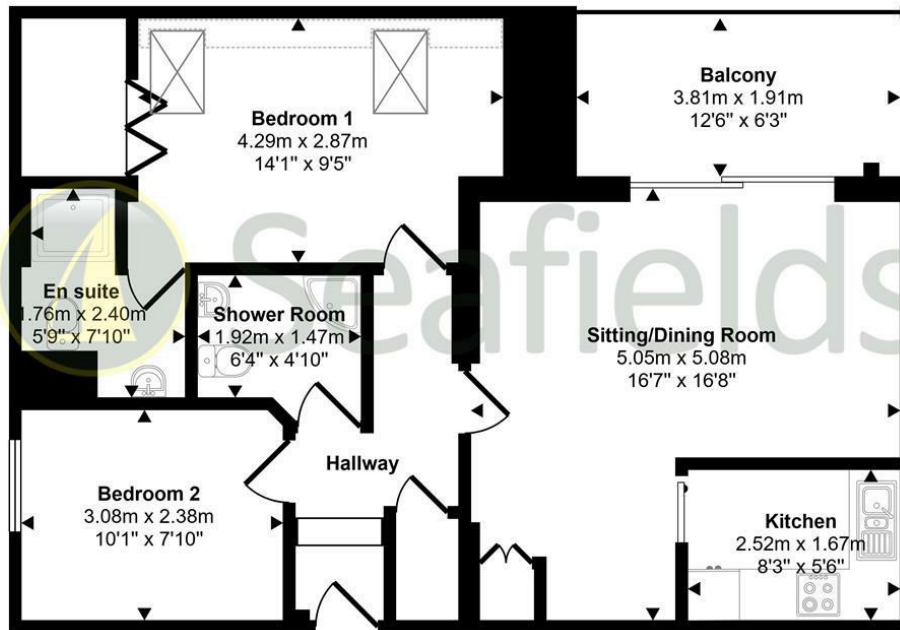 Bedroom 1
4.29m x 2.87m
14'1" x 9'5"
Balcony
3.81m x 1.91m
12'6" x 6'3"
Seafields
En suite
1.76m x 2.40m
5'9" x 7'10"
Shower Room
1.92m x 1.47m
6'4" x 4'10"
Sitting/Dining Room
5.05m x 5.08m
16'7" x 16'8"
Hallway
Bedroom 2
3.08m x 2.38m
10'1" x 7'10"
Kitchen
2.52m x 1.67m
8'3" x 5'6"